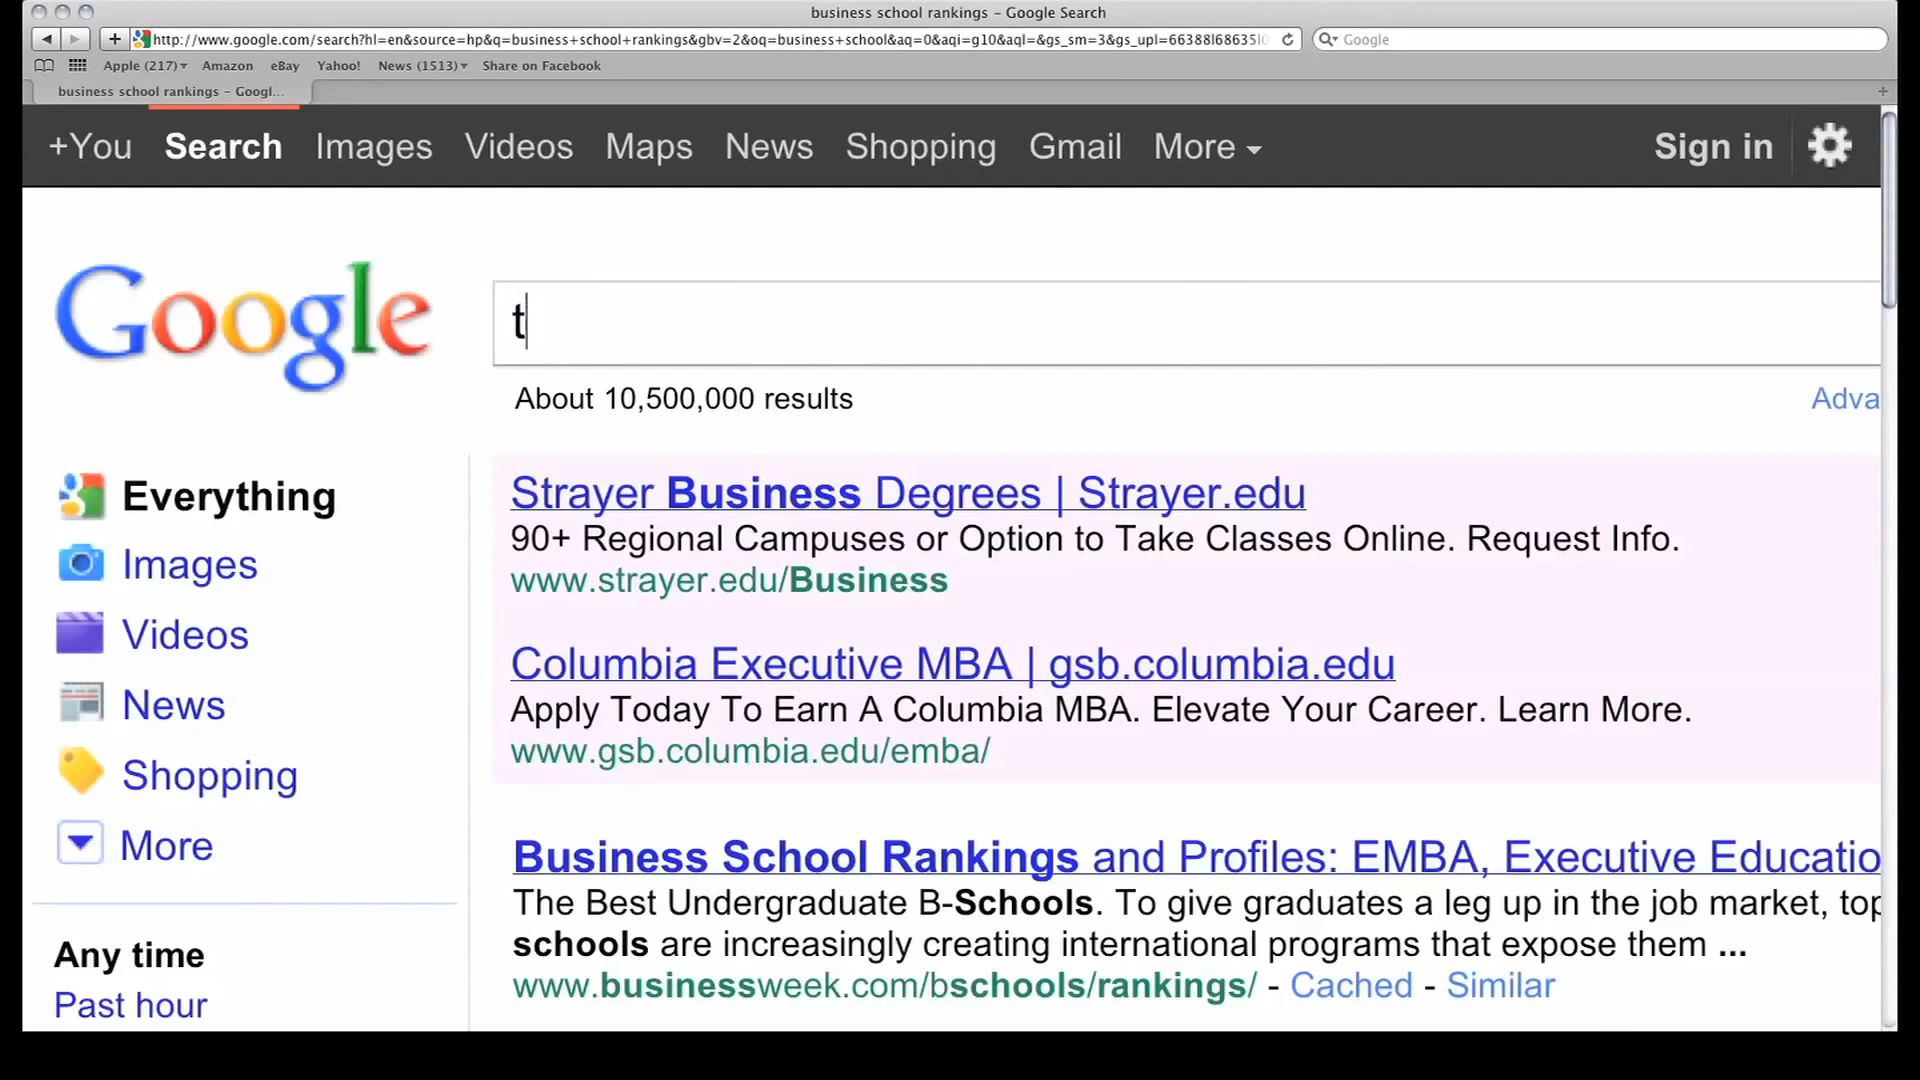 business school rankings – Google Search
http://www.google.com/search?hl=en&source=hp&q=business+school+rankings&gbv=2&oq=business+school&aq=0&aqi=g10&aql=&gs_sm=3&gs_upl=66388l68635l0
Google
Apple (217) Amazon eBay Yahoo! News (1513) Share on Facebook
business school rankings – Googl...
+You Search Images Videos Maps News Shopping Gmail More Sign in
Google
t
About 10,500,000 results
Adva
Everything
Images
Videos
News
Shopping
More
Any time
Past hour
Strayer Business Degrees | Strayer.edu
90+ Regional Campuses or Option to Take Classes Online. Request Info.
www.strayer.edu/Business
Columbia Executive MBA | gsb.columbia.edu
Apply Today To Earn A Columbia MBA. Elevate Your Career. Learn More.
www.gsb.columbia.edu/emba/
Business School Rankings and Profiles: EMBA, Executive Educatio
The Best Undergraduate B-Schools. To give graduates a leg up in the job market, top
schools are increasingly creating international programs that expose them ...
www.businessweek.com/bschools/rankings/ - Cached - Similar